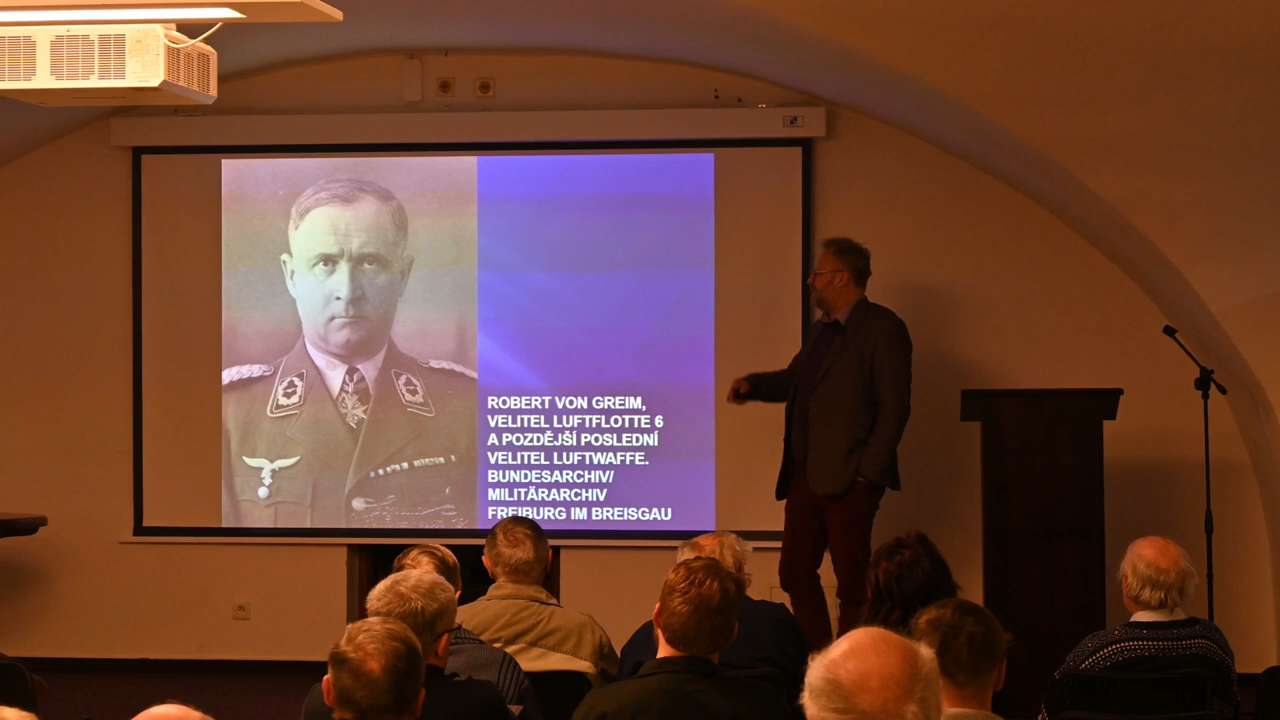 ROBERT VON GREIM,
VELITEL LUFTFLOTTE 6
A POZDĚJŠÍ POSLEDNÍ
VELITEL LUFTWAFFE.
BUNDESARCHIV/
MILITÄRARCHIV
FREIBURG IM BREISGAU